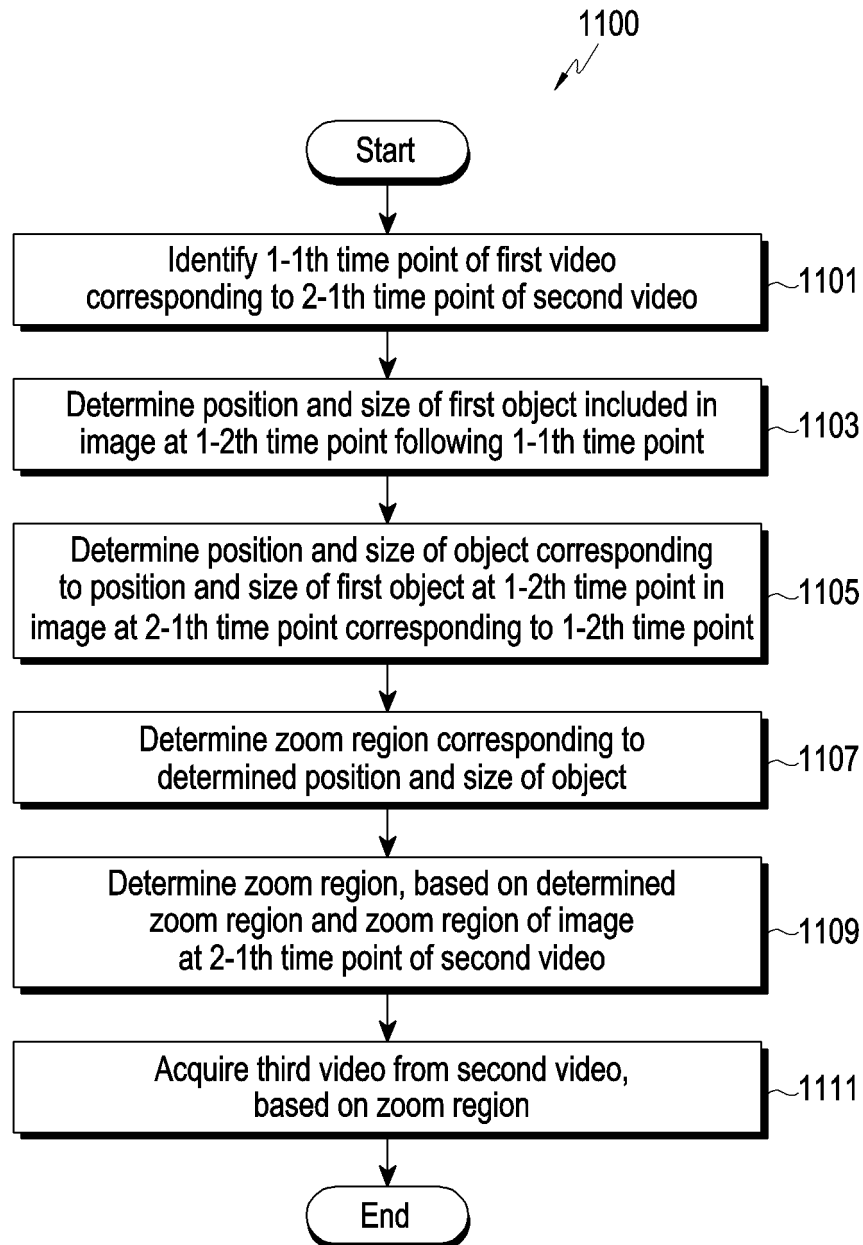 1100
Start
Identify 1-1th time point of first video
corresponding to 2-1th time point of second video
1101
Determine position and size of first object included in
image at 1-2th time point following 1-1th time point
1103
Determine position and size of object corresponding
to position and size of first object at 1-2th time point in
image at 2-1th time point corresponding to 1-2th time point
1105
Determine zoom region corresponding to
determined position and size of object
1107
Determine zoom region, based on determined
zoom region and zoom region of image
at 2-1th time point of second video
1109
Acquire third video from second video,
based on zoom region
1111
End